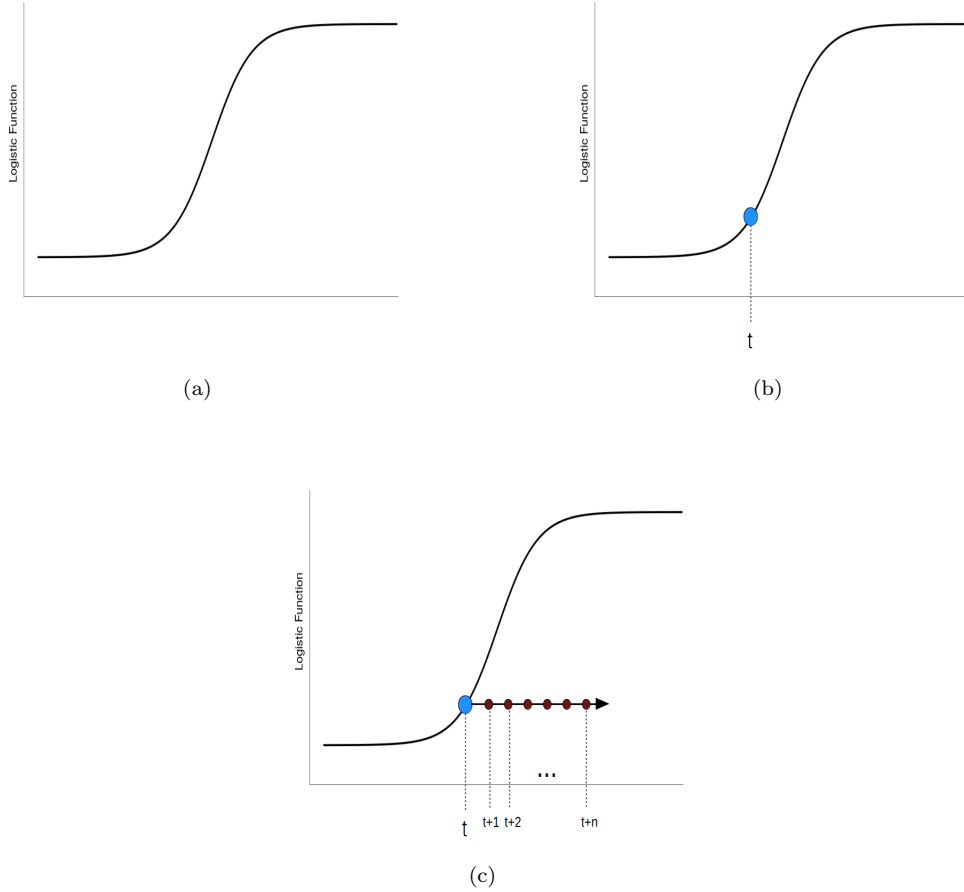 Logistic Function
(a)
Logistic Function
t
(b)
Logistic Function
...
t
t+1
t+2
t+n
(c)